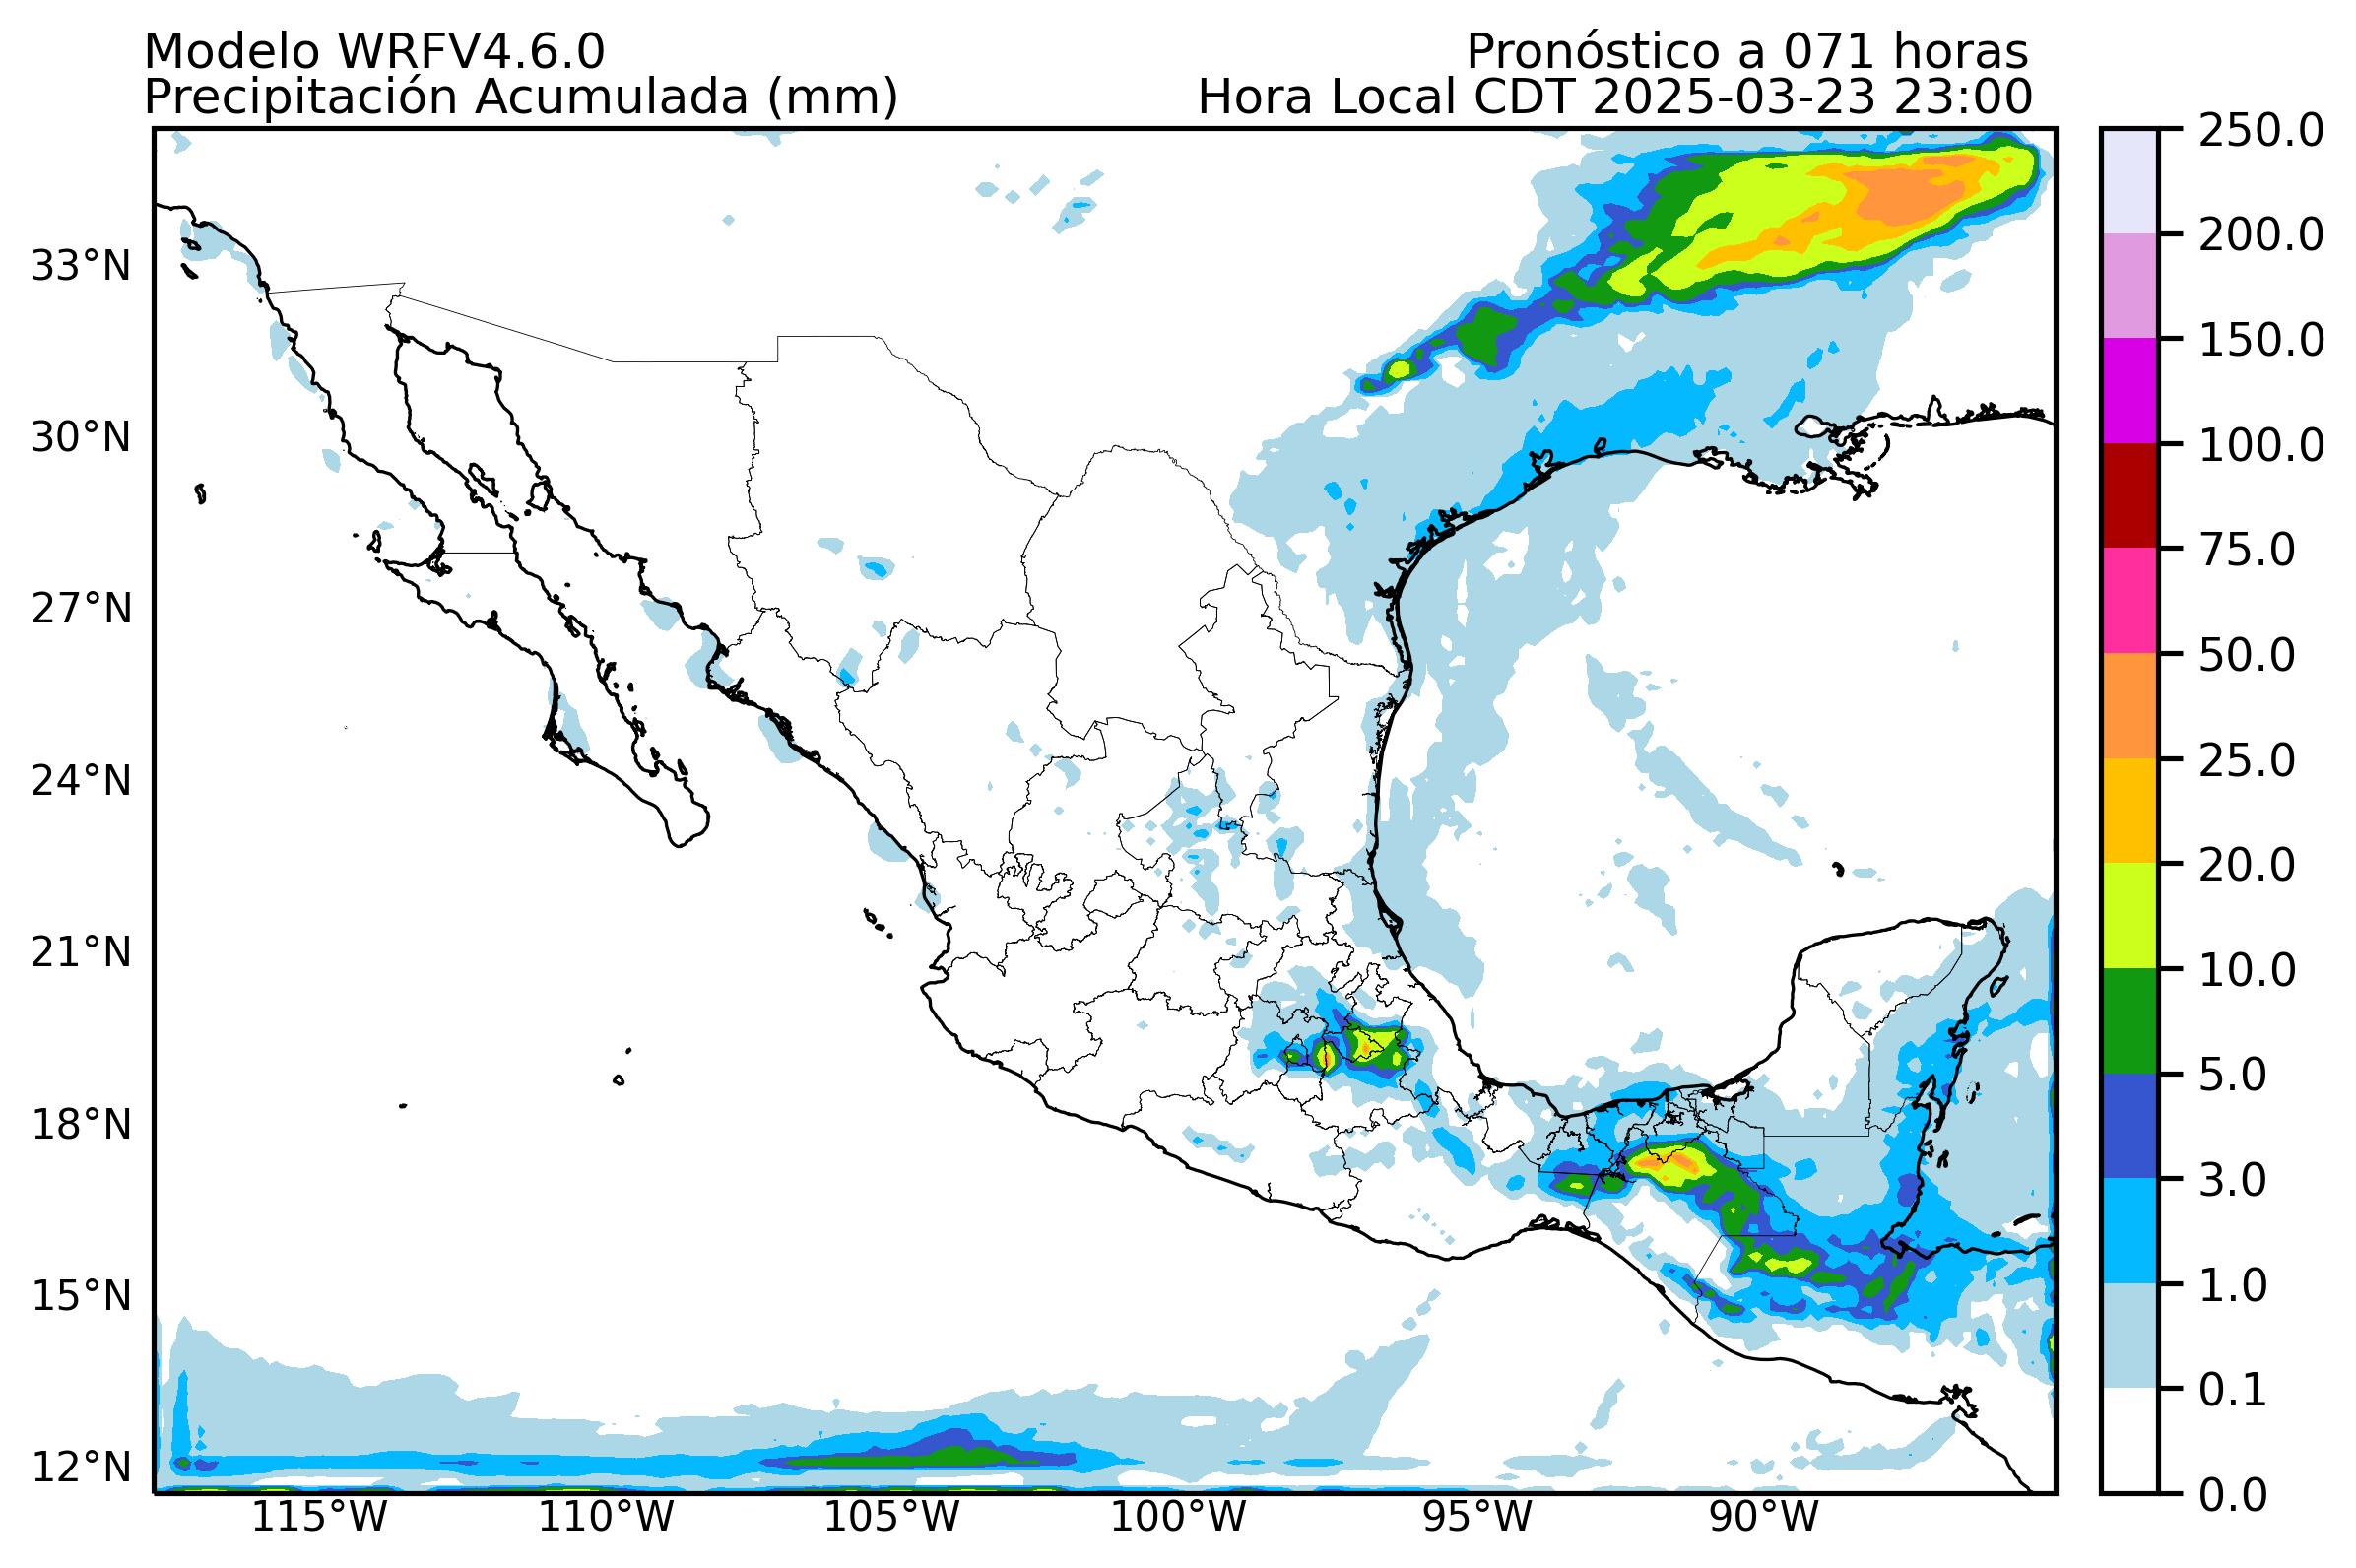 Modelo WRFV4.6.0
Pronóstico a 071 horas
Precipitación Acumulada (mm)
Hora Local CDT 2025-03-23 23:00
33°N
30°N
27°N
24°N
21°N
18°N
15°N
12°N
115°W
110°W
105°W
100°W
95°W
90°W
250.0
200.0
150.0
100.0
75.0
50.0
25.0
20.0
10.0
5.0
3.0
1.0
0.1
0.0